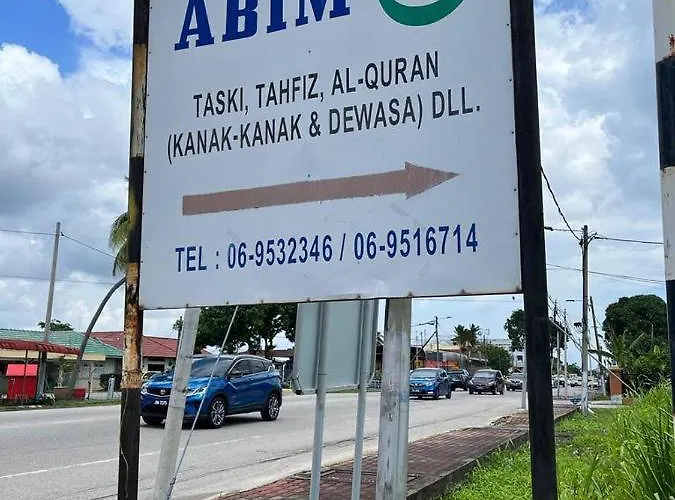 ABIM
TASKI, TAHFIZ, AL-QURAN
(KANAK-KANAK & DEWASA) DLL.
TEL : 06-9532346 / 06-9516714